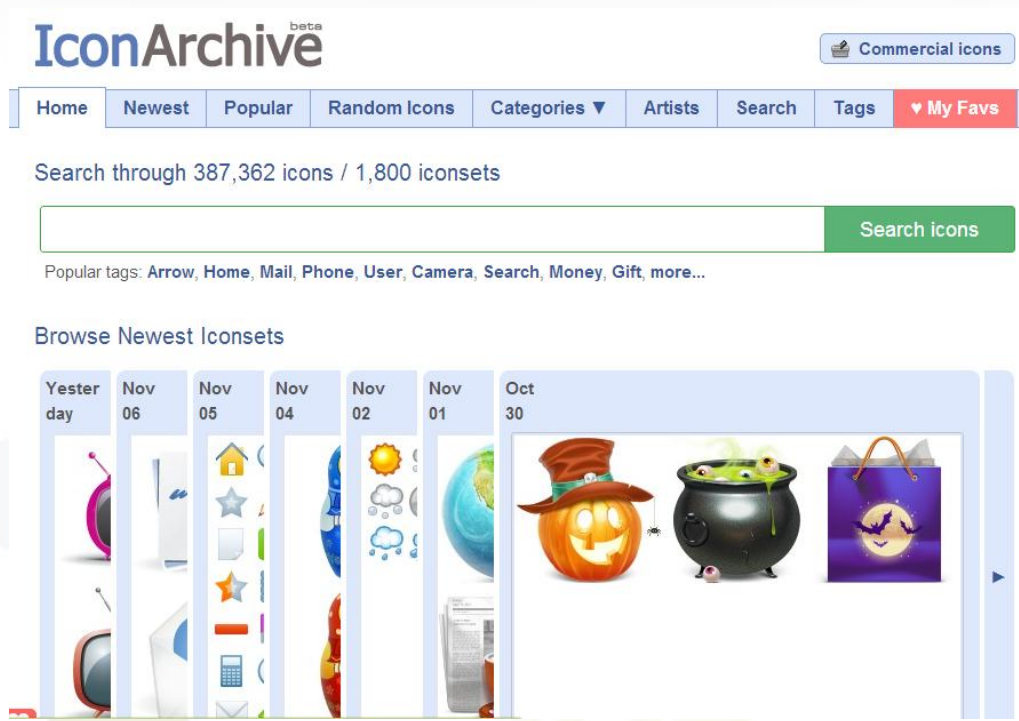 IconArchive beta
Commercial icons
Home Newest Popular Random Icons Categories ▼ Artists Search Tags ♥ My Favs
Search through 387,362 icons / 1,800 iconsets
Search icons
Popular tags: Arrow, Home, Mail, Phone, User, Camera, Search, Money, Gift, more...
Browse Newest Iconsets
Yester Nov Nov Nov Nov Nov Oct
day 06 05 04 02 01 30